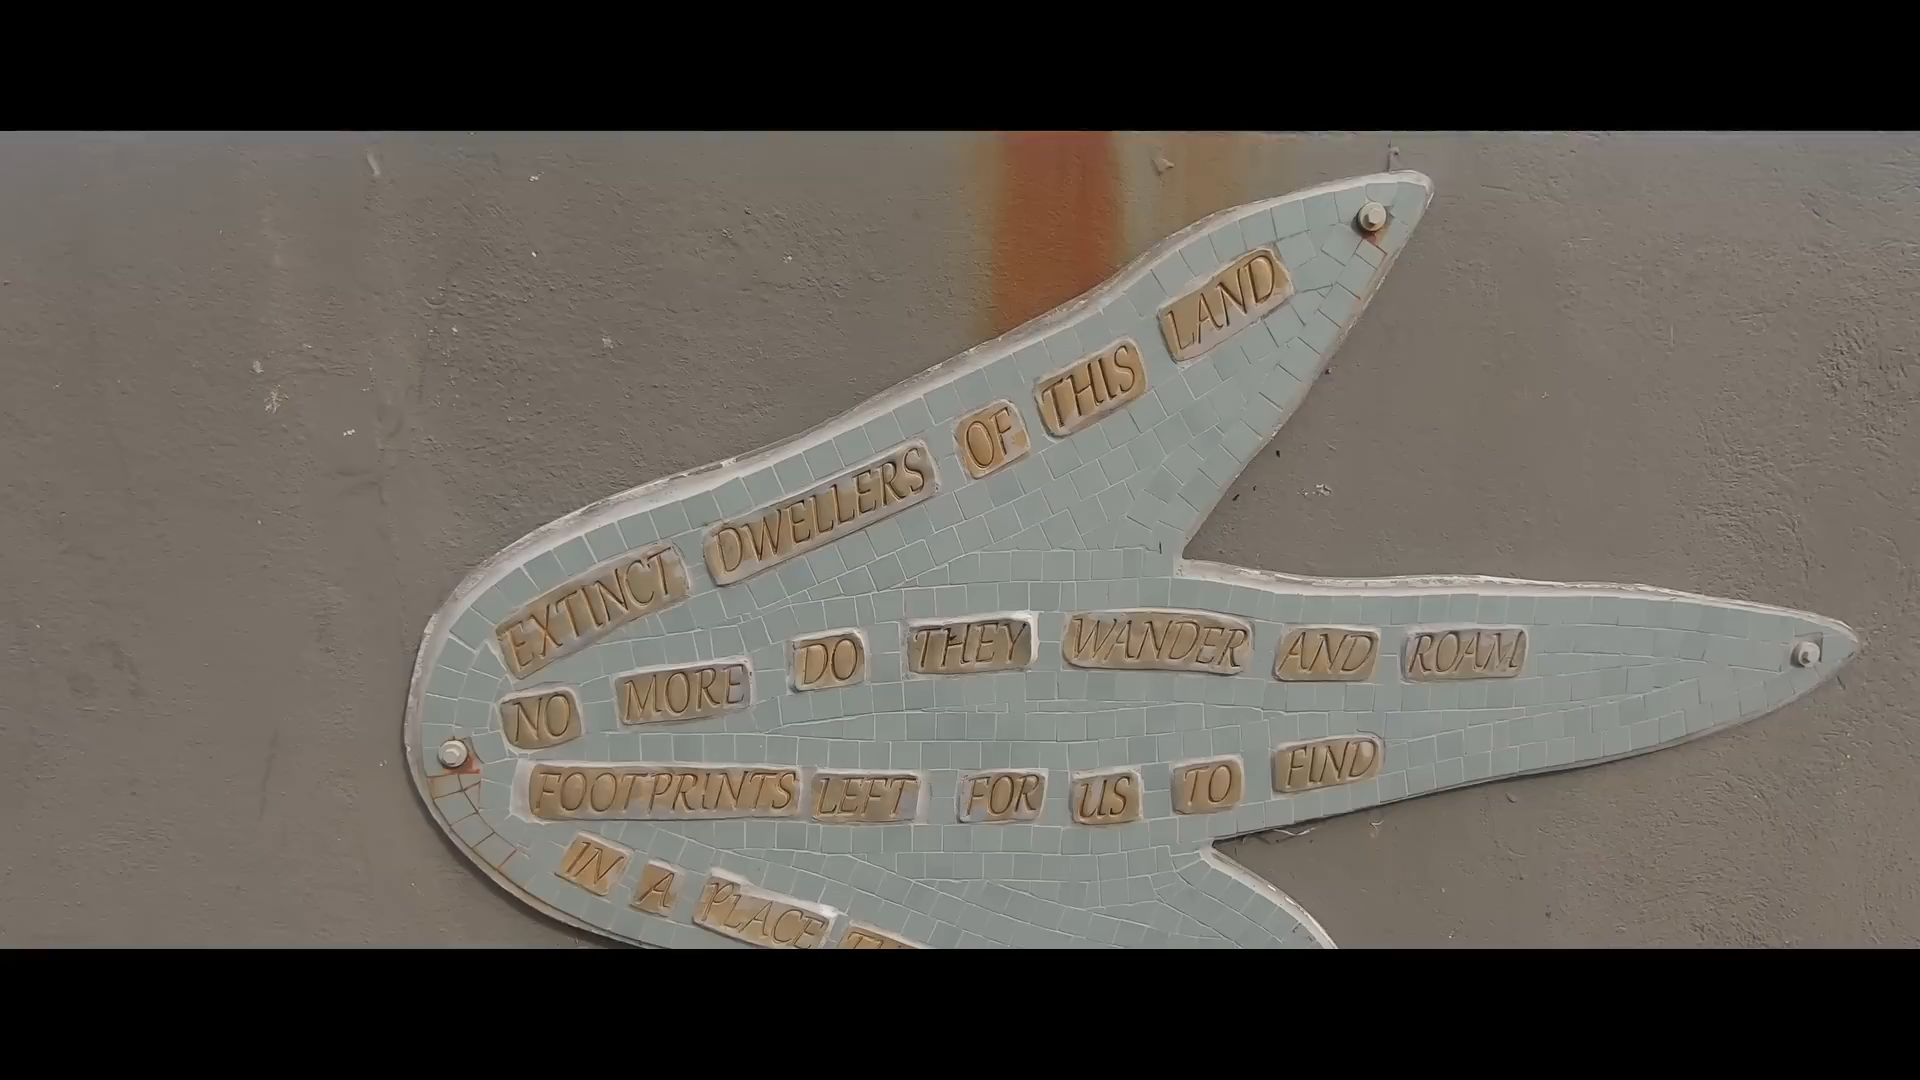 EXTINCT DWELLERS OF THIS LAND
NO MORE DO THEY WANDER AND ROAM
FOOTPRINTS LEFT FOR US TO FIND
IN A PLACE